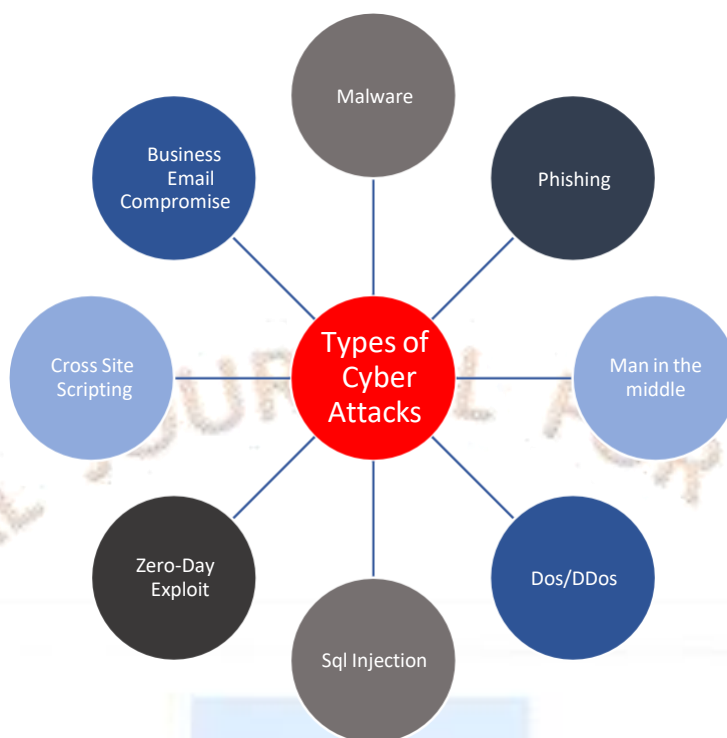 Malware
Business
Email
Compromise
Phishing
Types of
Cyber
Attacks
Cross Site
Scripting
Man in the
middle
Zero-Day
Exploit
Dos/DDos
Sql Injection